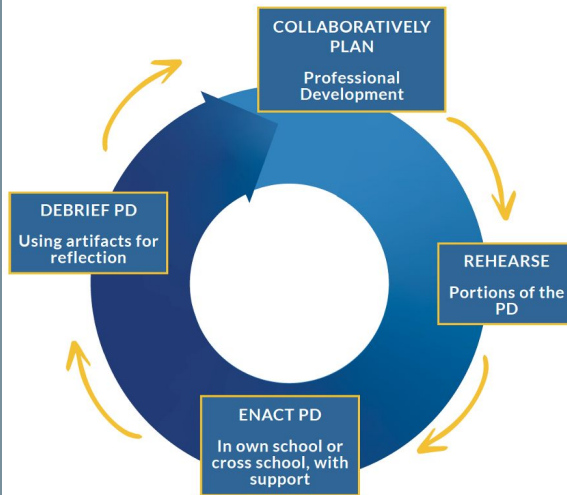 COLLABORATIVELY
PLAN
Professional
Development
REHEARSE
Portions of the
PD
ENACT PD
In own school or
cross school, with
support
DEBRIEF PD
Using artifacts for
reflection